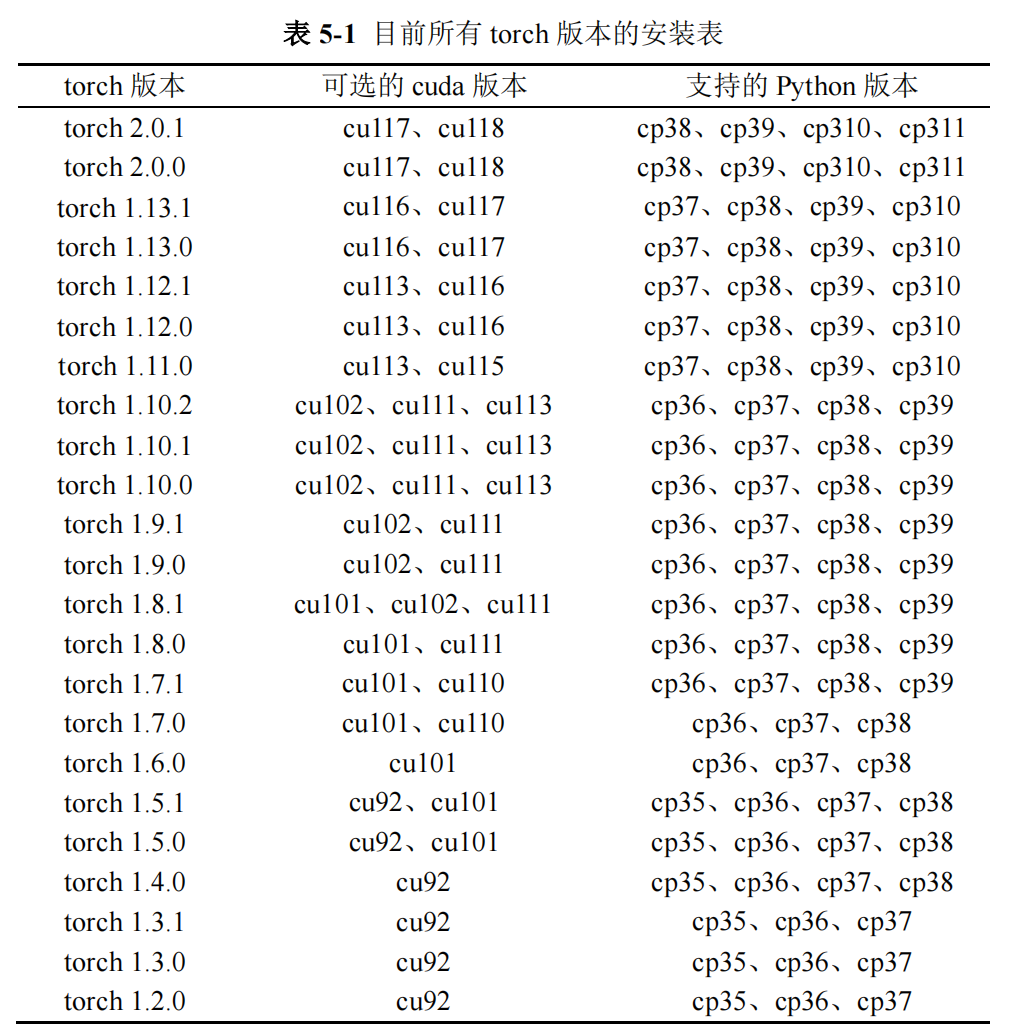 表 5-1 目前所有 torch 版本的安装表
torch 版本 可选的 cuda 版本 支持的 Python 版本
torch 2.0.1 cu117、cu118 cp38、cp39、cp310、cp311
torch 2.0.0 cu117、cu118 cp38、cp39、cp310、cp311
torch 1.13.1 cu116、cu117 cp37、cp38、cp39、cp310
torch 1.13.0 cu116、cu117 cp37、cp38、cp39、cp310
torch 1.12.1 cu113、cu116 cp37、cp38、cp39、cp310
torch 1.12.0 cu113、cu116 cp37、cp38、cp39、cp310
torch 1.11.0 cu113、cu115 cp37、cp38、cp39、cp310
torch 1.10.2 cu102、cu111、cu113 cp36、cp37、cp38、cp39
torch 1.10.1 cu102、cu111、cu113 cp36、cp37、cp38、cp39
torch 1.10.0 cu102、cu111、cu113 cp36、cp37、cp38、cp39
torch 1.9.1 cu102、cu111 cp36、cp37、cp38、cp39
torch 1.9.0 cu102、cu111 cp36、cp37、cp38、cp39
torch 1.8.1 cu101、cu102、cu111 cp36、cp37、cp38、cp39
torch 1.8.0 cu101、cu111 cp36、cp37、cp38、cp39
torch 1.7.1 cu101、cu110 cp36、cp37、cp38、cp39
torch 1.7.0 cu101、cu110 cp36、cp37、cp38
torch 1.6.0 cu101 cp36、cp37、cp38
torch 1.5.1 cu92、cu101 cp35、cp36、cp37、cp38
torch 1.5.0 cu92、cu101 cp35、cp36、cp37、cp38
torch 1.4.0 cu92 cp35、cp36、cp37、cp38
torch 1.3.1 cu92 cp35、cp36、cp37
torch 1.3.0 cu92 cp35、cp36、cp37
torch 1.2.0 cu92 cp35、cp36、cp37